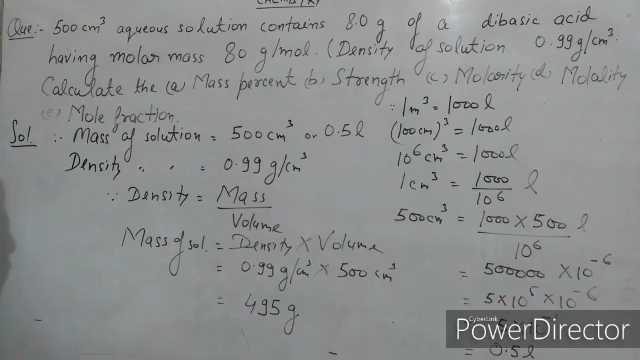 CHEMISTRY
Que:- 500 cm³ aqueous solution contains 8.0 g of a dibasic acid
having molar mass 80 g/mol. (Density of solution 0.99 g/cm³.
Calculate the (a) Mass percent (b) Strength (c) Molarity (d) Molality
(e) Mole fraction.
Sol. :- Mass of solution = 500 cm³ or 0.5 l
Density " " = 0.99 g/cm³
∵ Density = Mass / Volume
Mass of sol. = Density × Volume
= 0.99 g/cm³ × 500 cm³
= 495 g
∵ 1 m³ = 1000 l
(100 cm)³ = 1000 l
10⁶ cm³ = 1000 l
1 cm³ = 1000 / 10⁶ l
500 cm³ = 1000 × 500 / 10⁶ l
= 500000 × 10⁻⁶
= 5 × 10⁵ × 10⁻⁶
= 0.5 l
CyberLink
PowerDirector